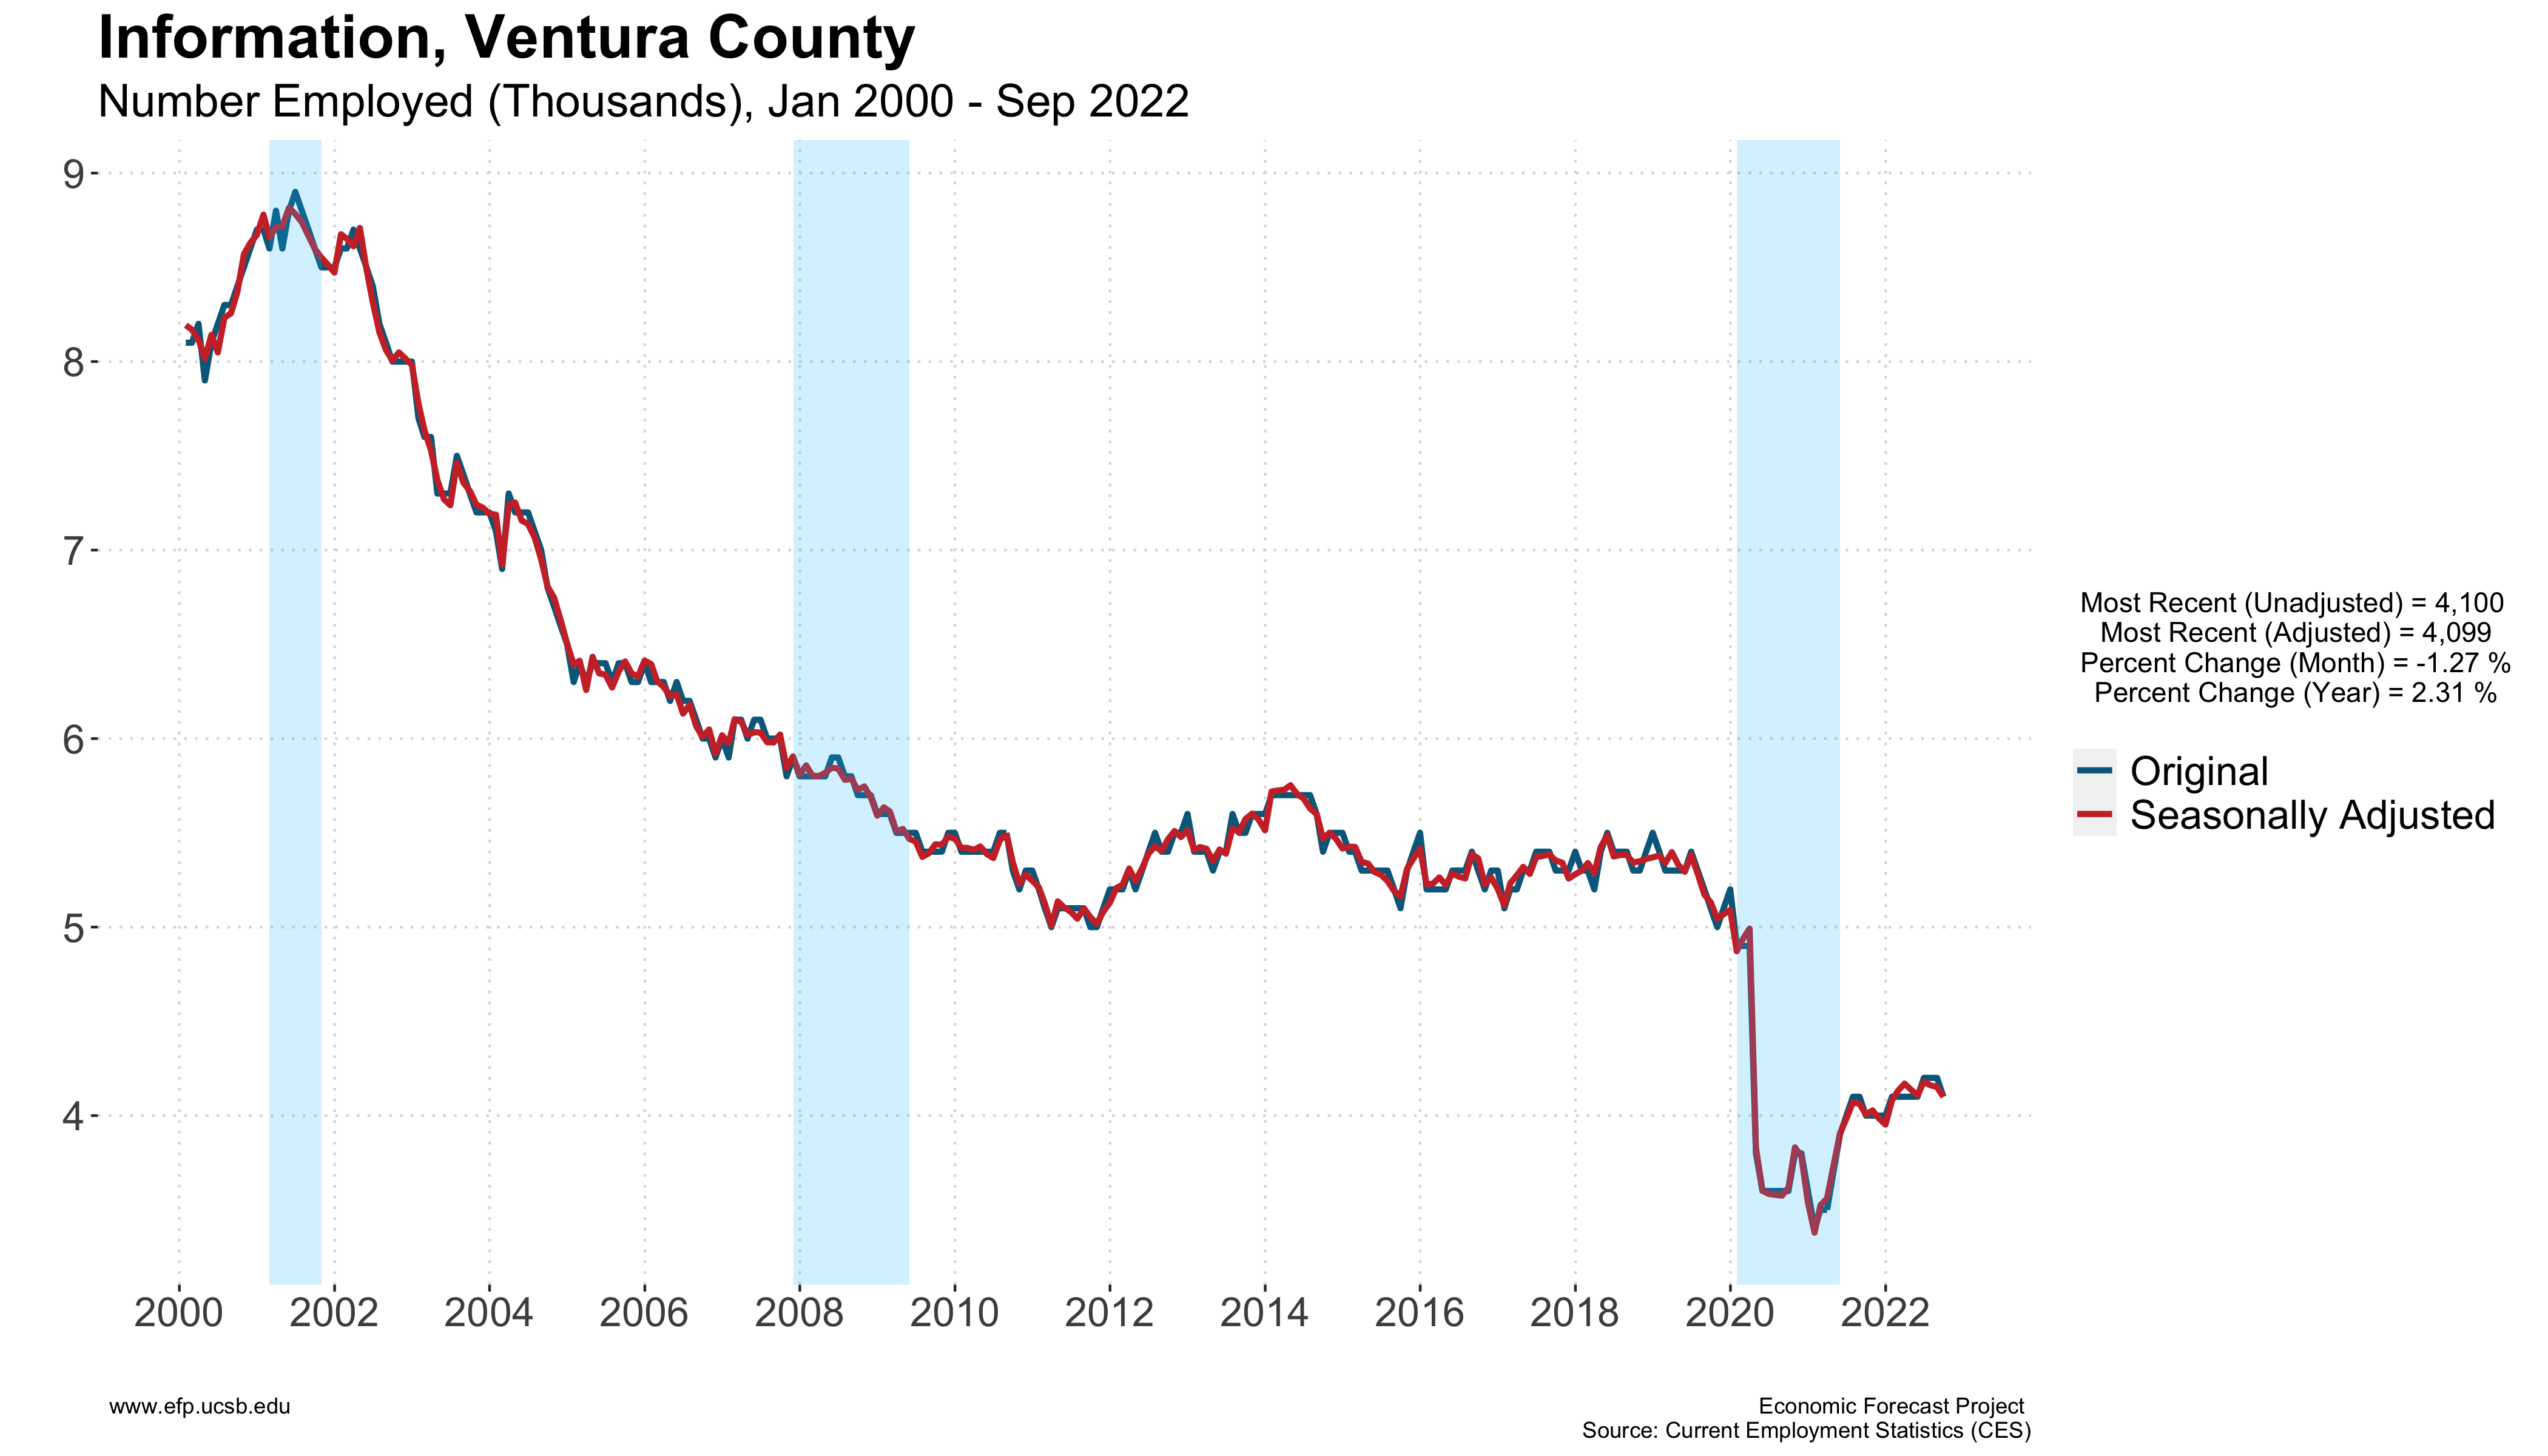 Information, Ventura County
Number Employed (Thousands), Jan 2000 - Sep 2022
9
8
7
6
5
4
2000 2002 2004 2006 2008 2010 2012 2014 2016 2018 2020 2022
Most Recent (Unadjusted) = 4,100
Most Recent (Adjusted) = 4,099
Percent Change (Month) = -1.27 %
Percent Change (Year) = 2.31 %
Original
Seasonally Adjusted
www.efp.ucsb.edu
Economic Forecast Project
Source: Current Employment Statistics (CES)